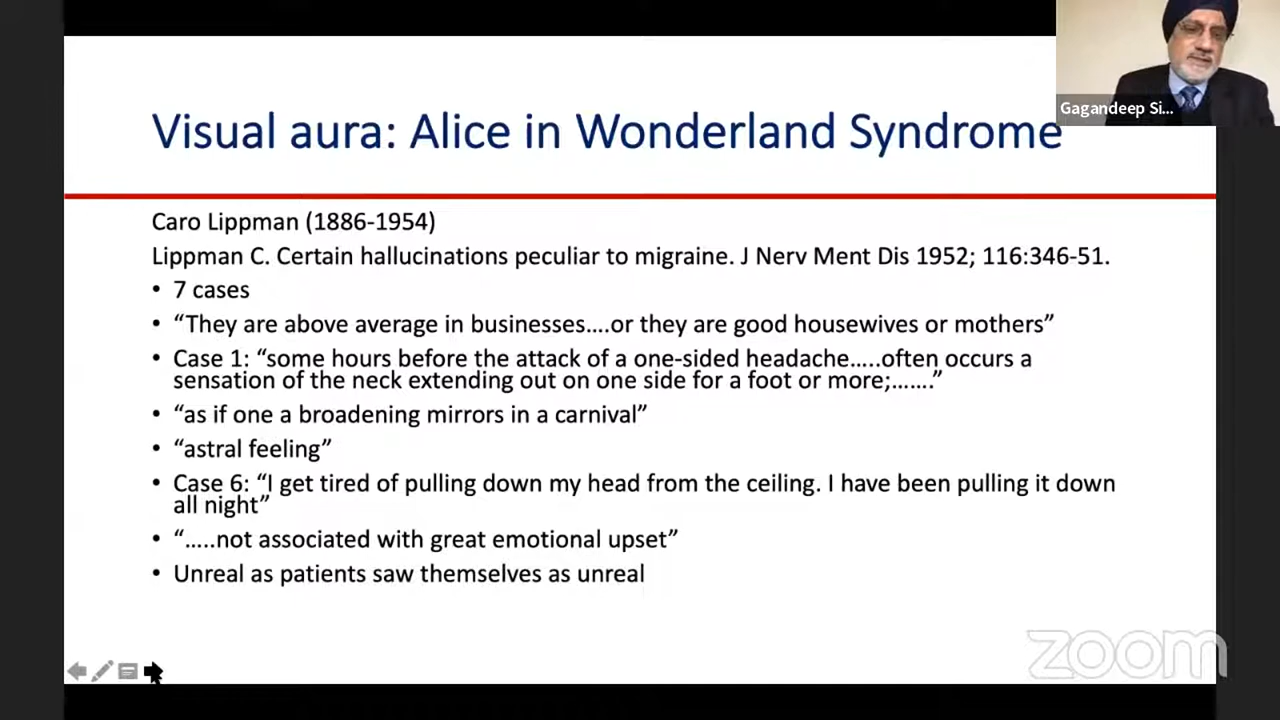 Gagandeep Si...
Visual aura: Alice in Wonderland Syndrome
Caro Lippman (1886-1954)
Lippman C. Certain hallucinations peculiar to migraine. J Nerv Ment Dis 1952; 116:346-51.
• 7 cases
• “They are above average in businesses….or they are good housewives or mothers”
• Case 1: “some hours before the attack of a one-sided headache…..often occurs a
sensation of the neck extending out on one side for a foot or more;…….”
• “as if one a broadening mirrors in a carnival”
• “astral feeling”
• Case 6: “I get tired of pulling down my head from the ceiling. I have been pulling it down
all night”
• “…..not associated with great emotional upset”
• Unreal as patients saw themselves as unreal
zoom